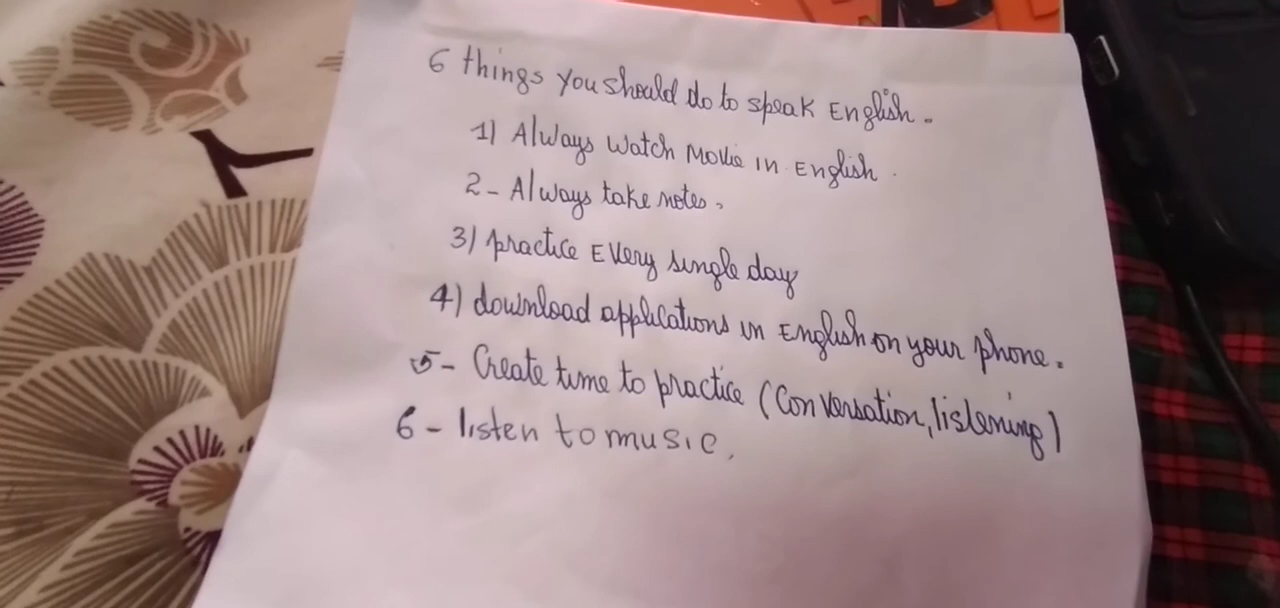 6 things you should do to speak English.
1) Always watch Movie in English.
2- Always take notes.
3) practice Every single day
4) download applications in English on your phone.
5- Create time to practice (Conversation, listening)
6- listen to music.